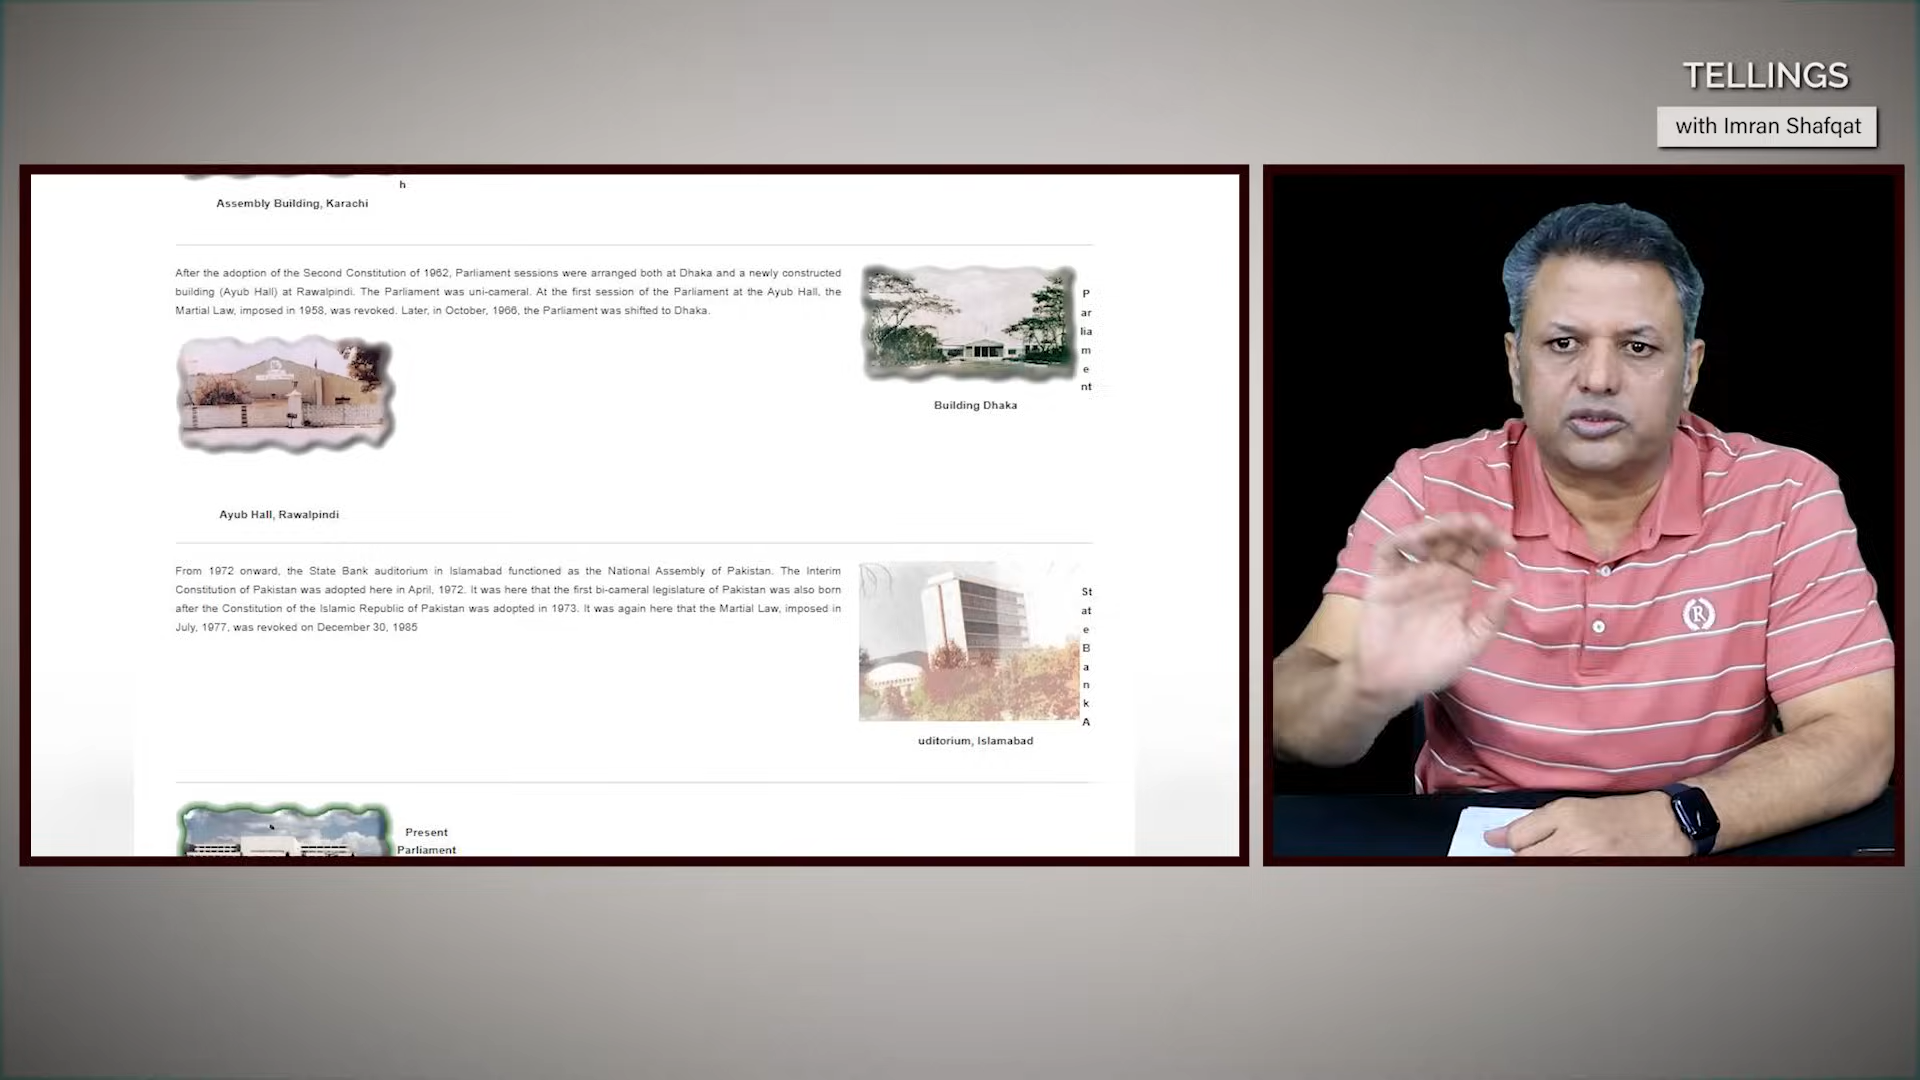 TELLINGS
with Imran Shafqat
h
Assembly Building, Karachi
After the adoption of the Second Constitution of 1962, Parliament sessions were arranged both at Dhaka and a newly constructed
building (Ayub Hall) at Rawalpindi. The Parliament was uni-cameral. At the first session of the Parliament at the Ayub Hall, the
Martial Law, imposed in 1958, was revoked. Later, in October, 1966, the Parliament was shifted to Dhaka.
P
ar
lia
m
e
nt
Building Dhaka
Ayub Hall, Rawalpindi
From 1972 onward, the State Bank auditorium in Islamabad functioned as the National Assembly of Pakistan. The Interim
Constitution of Pakistan was adopted here in April, 1972. It was here that the first bi-cameral legislature of Pakistan was also born
after the Constitution of the Islamic Republic of Pakistan was adopted in 1973. It was again here that the Martial Law, imposed in
July, 1977, was revoked on December 30, 1985
St
at
e
B
a
n
k
A
uditorium, Islamabad
Present
Parliament
R